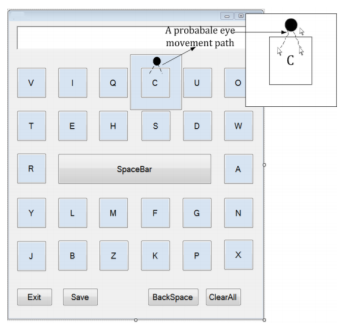 A probabale eye
movement path
C
V I Q C U O
T E H S D W
R SpaceBar A
Y L M F G N
J B Z K P X
Exit Save BackSpace ClearAll